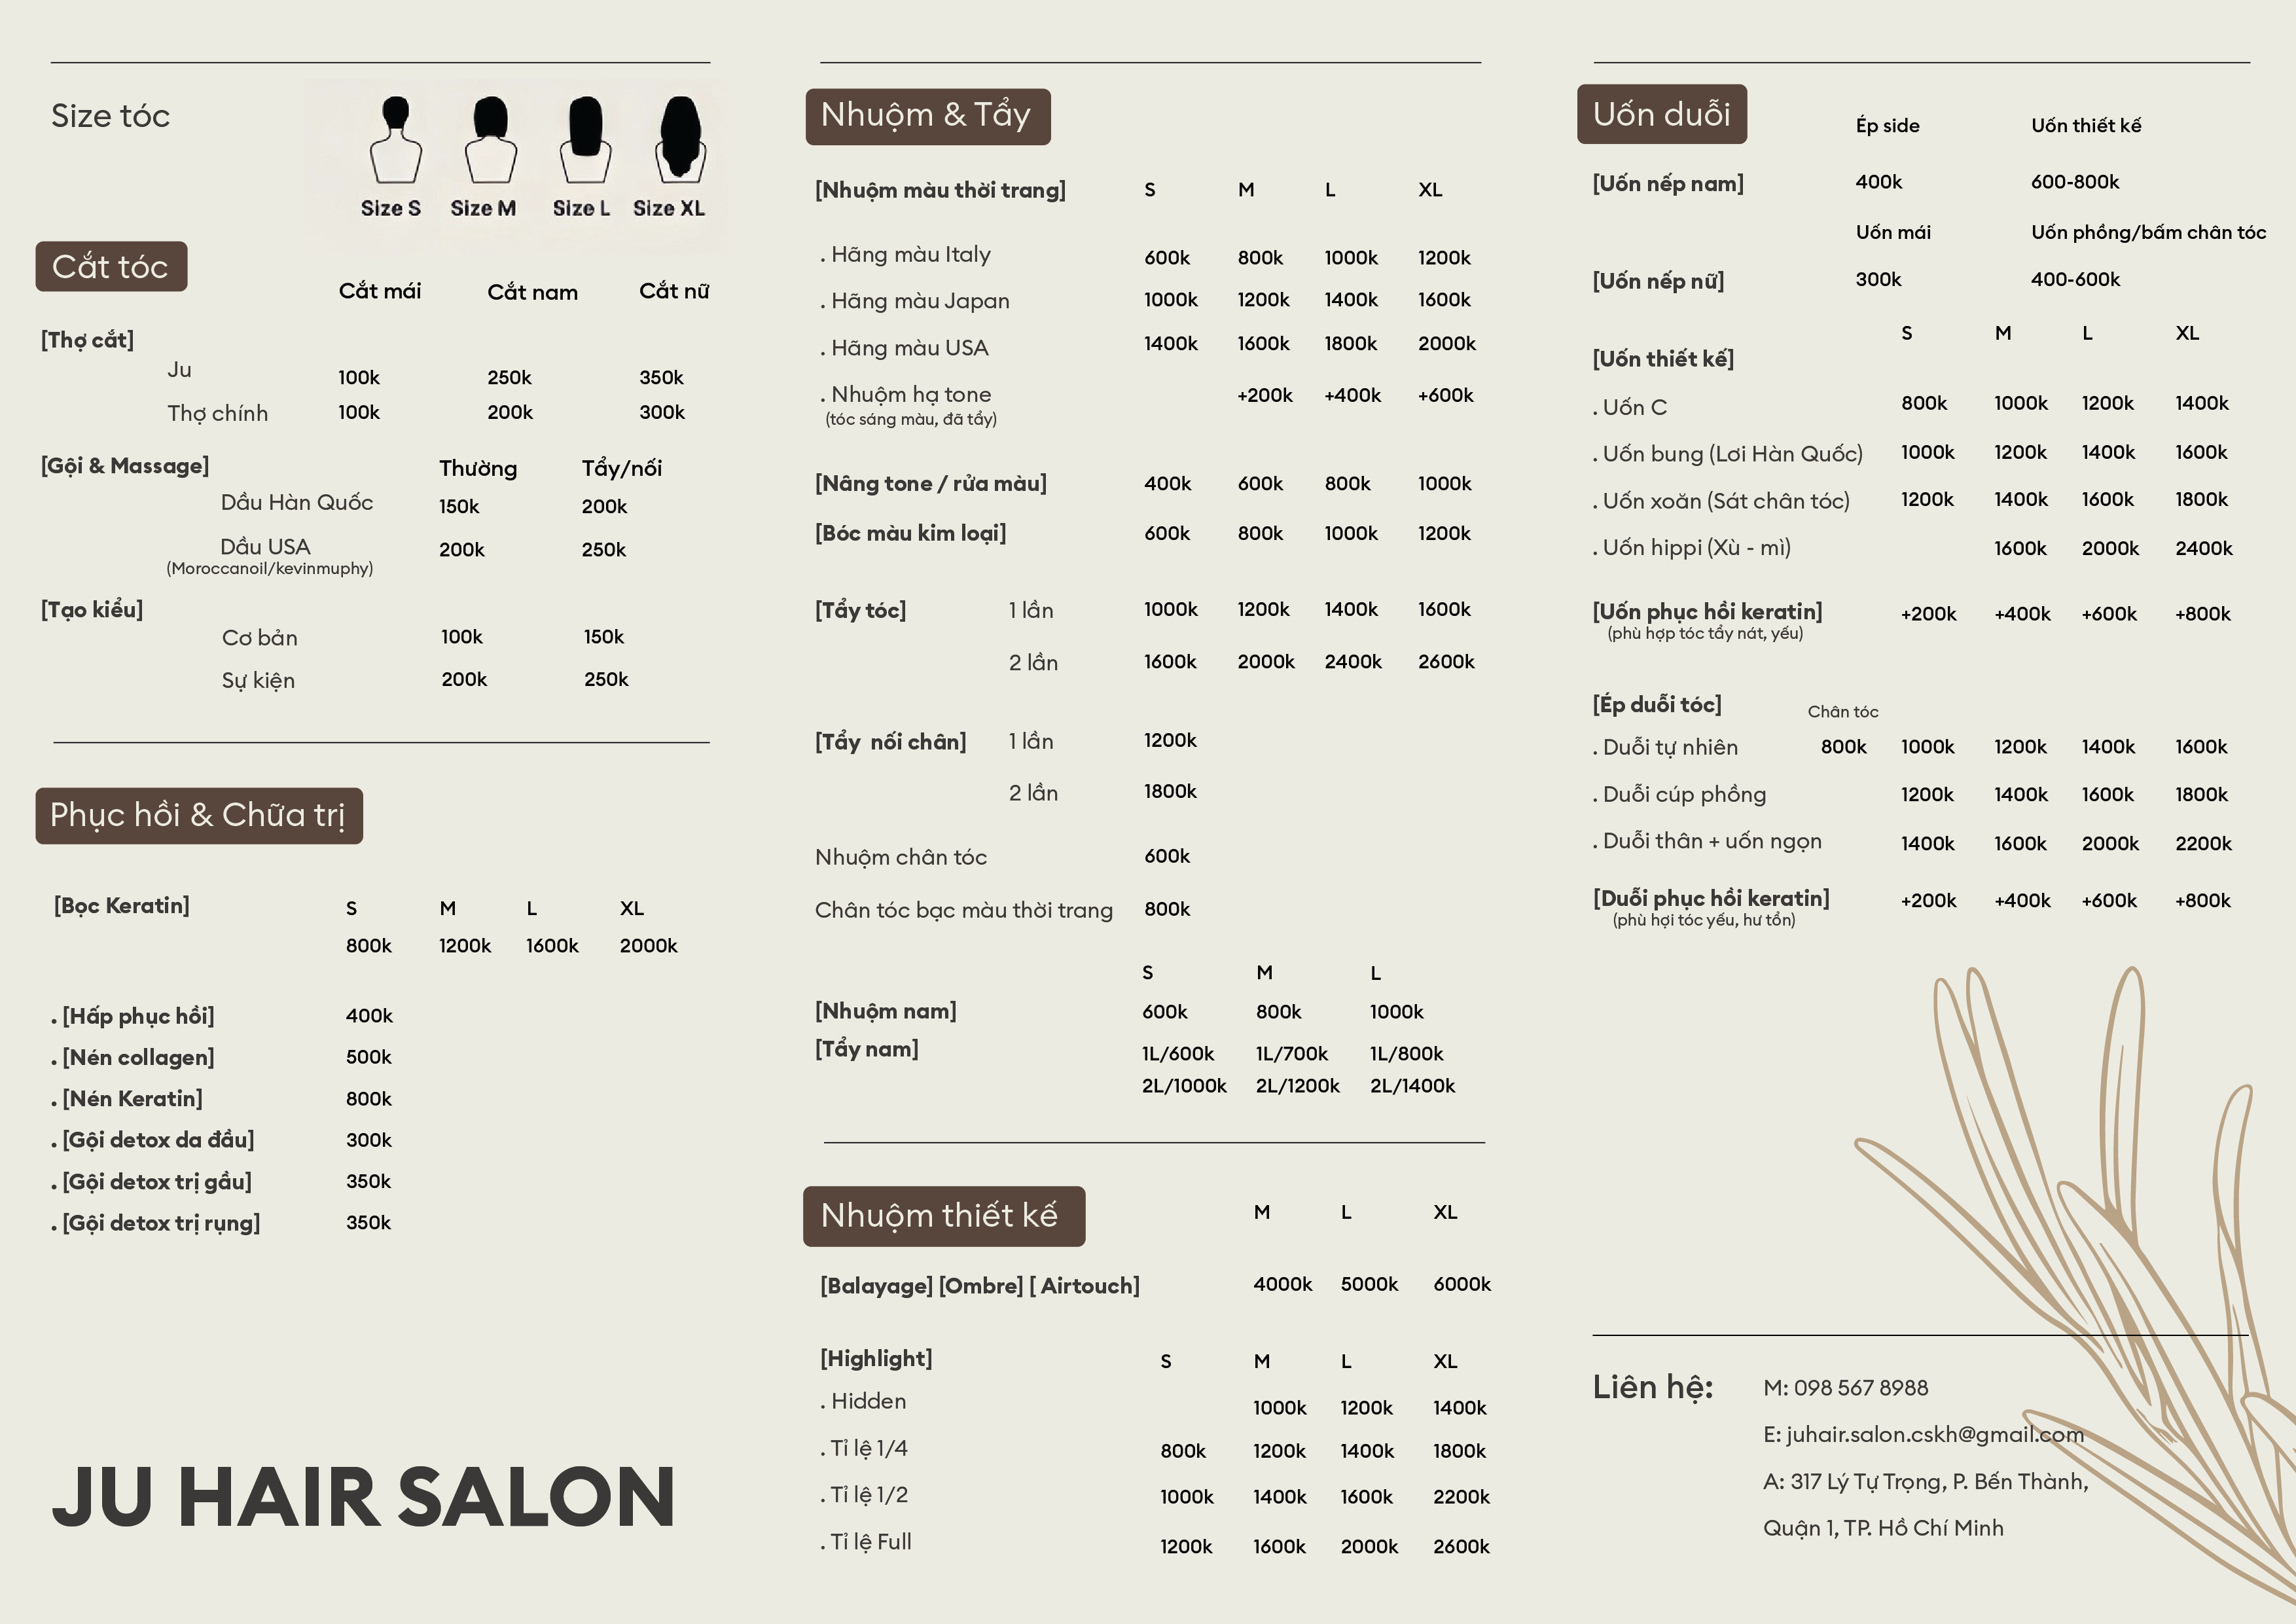 Size tóc
Size S Size M Size L Size XL
Cắt tóc
Cắt mái Cắt nam Cắt nữ
[Thợ cắt]
Ju 100k 250k 350k
Thợ chính 100k 200k 300k
[Gội & Massage] Thường Tẩy/nối
Dầu Hàn Quốc 150k 200k
Dầu USA 200k 250k
(Moroccanoil/kevinmuphy)
[Tạo kiểu]
Cơ bản 100k 150k
Sự kiện 200k 250k
Phục hồi & Chữa trị
[Bọc Keratin] S M L XL
800k 1200k 1600k 2000k
. [Hấp phục hồi] 400k
. [Nén collagen] 500k
. [Nén Keratin] 800k
. [Gội detox da đầu] 300k
. [Gội detox trị gầu] 350k
. [Gội detox trị rụng] 350k
JU HAIR SALON
Nhuộm & Tẩy
[Nhuộm màu thời trang] S M L XL
. Hãng màu Italy 600k 800k 1000k 1200k
. Hãng màu Japan 1000k 1200k 1400k 1600k
. Hãng màu USA 1400k 1600k 1800k 2000k
. Nhuộm hạ tone +200k +400k +600k
(tóc sáng màu, đã tẩy)
[Nâng tone / rửa màu] 400k 600k 800k 1000k
[Bóc màu kim loại] 600k 800k 1000k 1200k
[Tẩy tóc] 1 lần 1000k 1200k 1400k 1600k
2 lần 1600k 2000k 2400k 2600k
[Tẩy nối chân] 1 lần 1200k
2 lần 1800k
Nhuộm chân tóc 600k
Chân tóc bạc màu thời trang 800k
S M L
[Nhuộm nam] 600k 800k 1000k
[Tẩy nam] 1L/600k 1L/700k 1L/800k
2L/1000k 2L/1200k 2L/1400k
Nhuộm thiết kế M L XL
[Balayage] [Ombre] [ Airtouch] 4000k 5000k 6000k
[Highlight] S M L XL
. Hidden 1000k 1200k 1400k
. Tỉ lệ 1/4 800k 1200k 1400k 1800k
. Tỉ lệ 1/2 1000k 1400k 1600k 2200k
. Tỉ lệ Full 1200k 1600k 2000k 2600k
Uốn duỗi
Ép side Uốn thiết kế
[Uốn nếp nam] 400k 600-800k
Uốn mái Uốn phồng/bấm chân tóc
[Uốn nếp nữ] 300k 400-600k
S M L XL
[Uốn thiết kế]
. Uốn C 800k 1000k 1200k 1400k
. Uốn bung (Lơi Hàn Quốc) 1000k 1200k 1400k 1600k
. Uốn xoăn (Sát chân tóc) 1200k 1400k 1600k 1800k
. Uốn hippi (Xù - mì) 1600k 2000k 2400k
[Uốn phục hồi keratin] +200k +400k +600k +800k
(phù hợp tóc tẩy nát, yếu)
[Ép duỗi tóc] Chân tóc
. Duỗi tự nhiên 800k 1000k 1200k 1400k 1600k
. Duỗi cúp phồng 1200k 1400k 1600k 1800k
. Duỗi thân + uốn ngọn 1400k 1600k 2000k 2200k
[Duỗi phục hồi keratin] +200k +400k +600k +800k
(phù hợi tóc yếu, hư tổn)
Liên hệ: M: 098 567 8988
E: juhair.salon.cskh@gmail.com
A: 317 Lý Tự Trọng, P. Bến Thành,
Quận 1, TP. Hồ Chí Minh